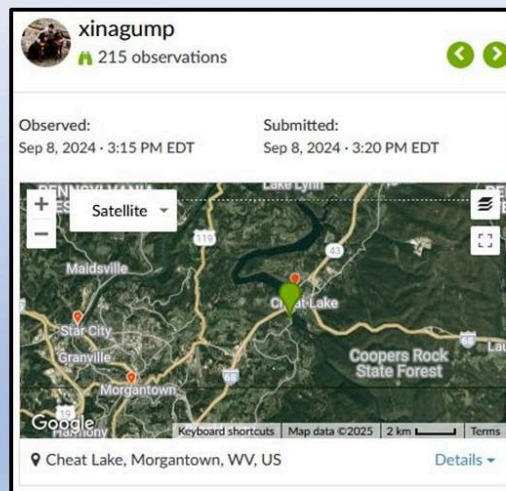 xinagump
215 observations
Observed:
Submitted:
Sep 8, 2024 · 3:15 PM EDT
Sep 8, 2024 · 3:20 PM EDT
Lake Lynn
+
Satellite
−
119
43
Maidsville
Cheat Lake
Star City
Granville
68
68
Coopers Rock
State Forest
Morgantown
68
19
Google
Keyboard shortcuts
Map data ©2025
2 km
Terms
Cheat Lake, Morgantown, WV, US
Details